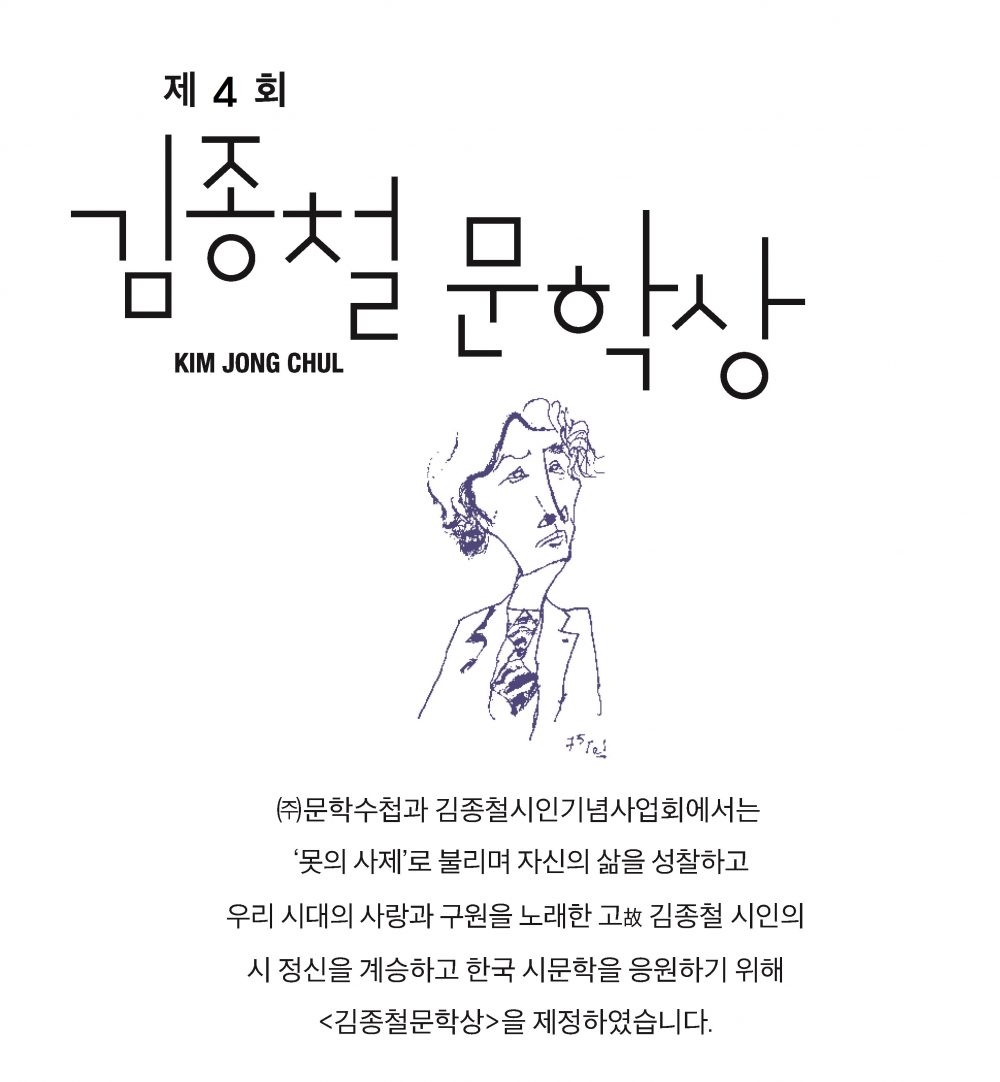 제 4 회
김종철 문학상
KIM JONG CHUL
㈜문학수첩과 김종철시인기념사업회에서는
‘못의 사제’로 불리며 자신의 삶을 성찰하고
우리 시대의 사랑과 구원을 노래한 고故 김종철 시인의
시 정신을 계승하고 한국 시문학을 응원하기 위해
<김종철문학상>을 제정하였습니다.